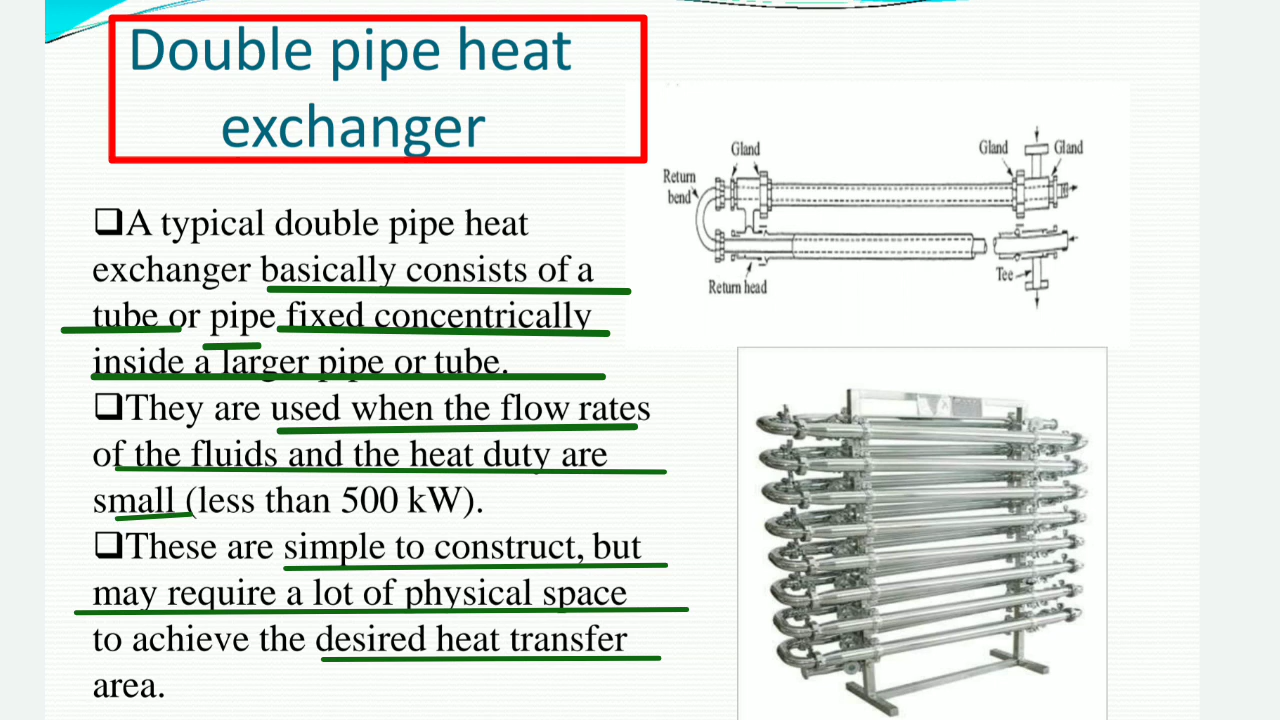 Double pipe heat
exchanger
❑A typical double pipe heat
exchanger basically consists of a
tube or pipe fixed concentrically
inside a larger pipe or tube.
❑They are used when the flow rates
of the fluids and the heat duty are
small (less than 500 kW).
❑These are simple to construct, but
may require a lot of physical space
to achieve the desired heat transfer
area.
Gland
Gland
Gland
Return
bend
Return head
Tee